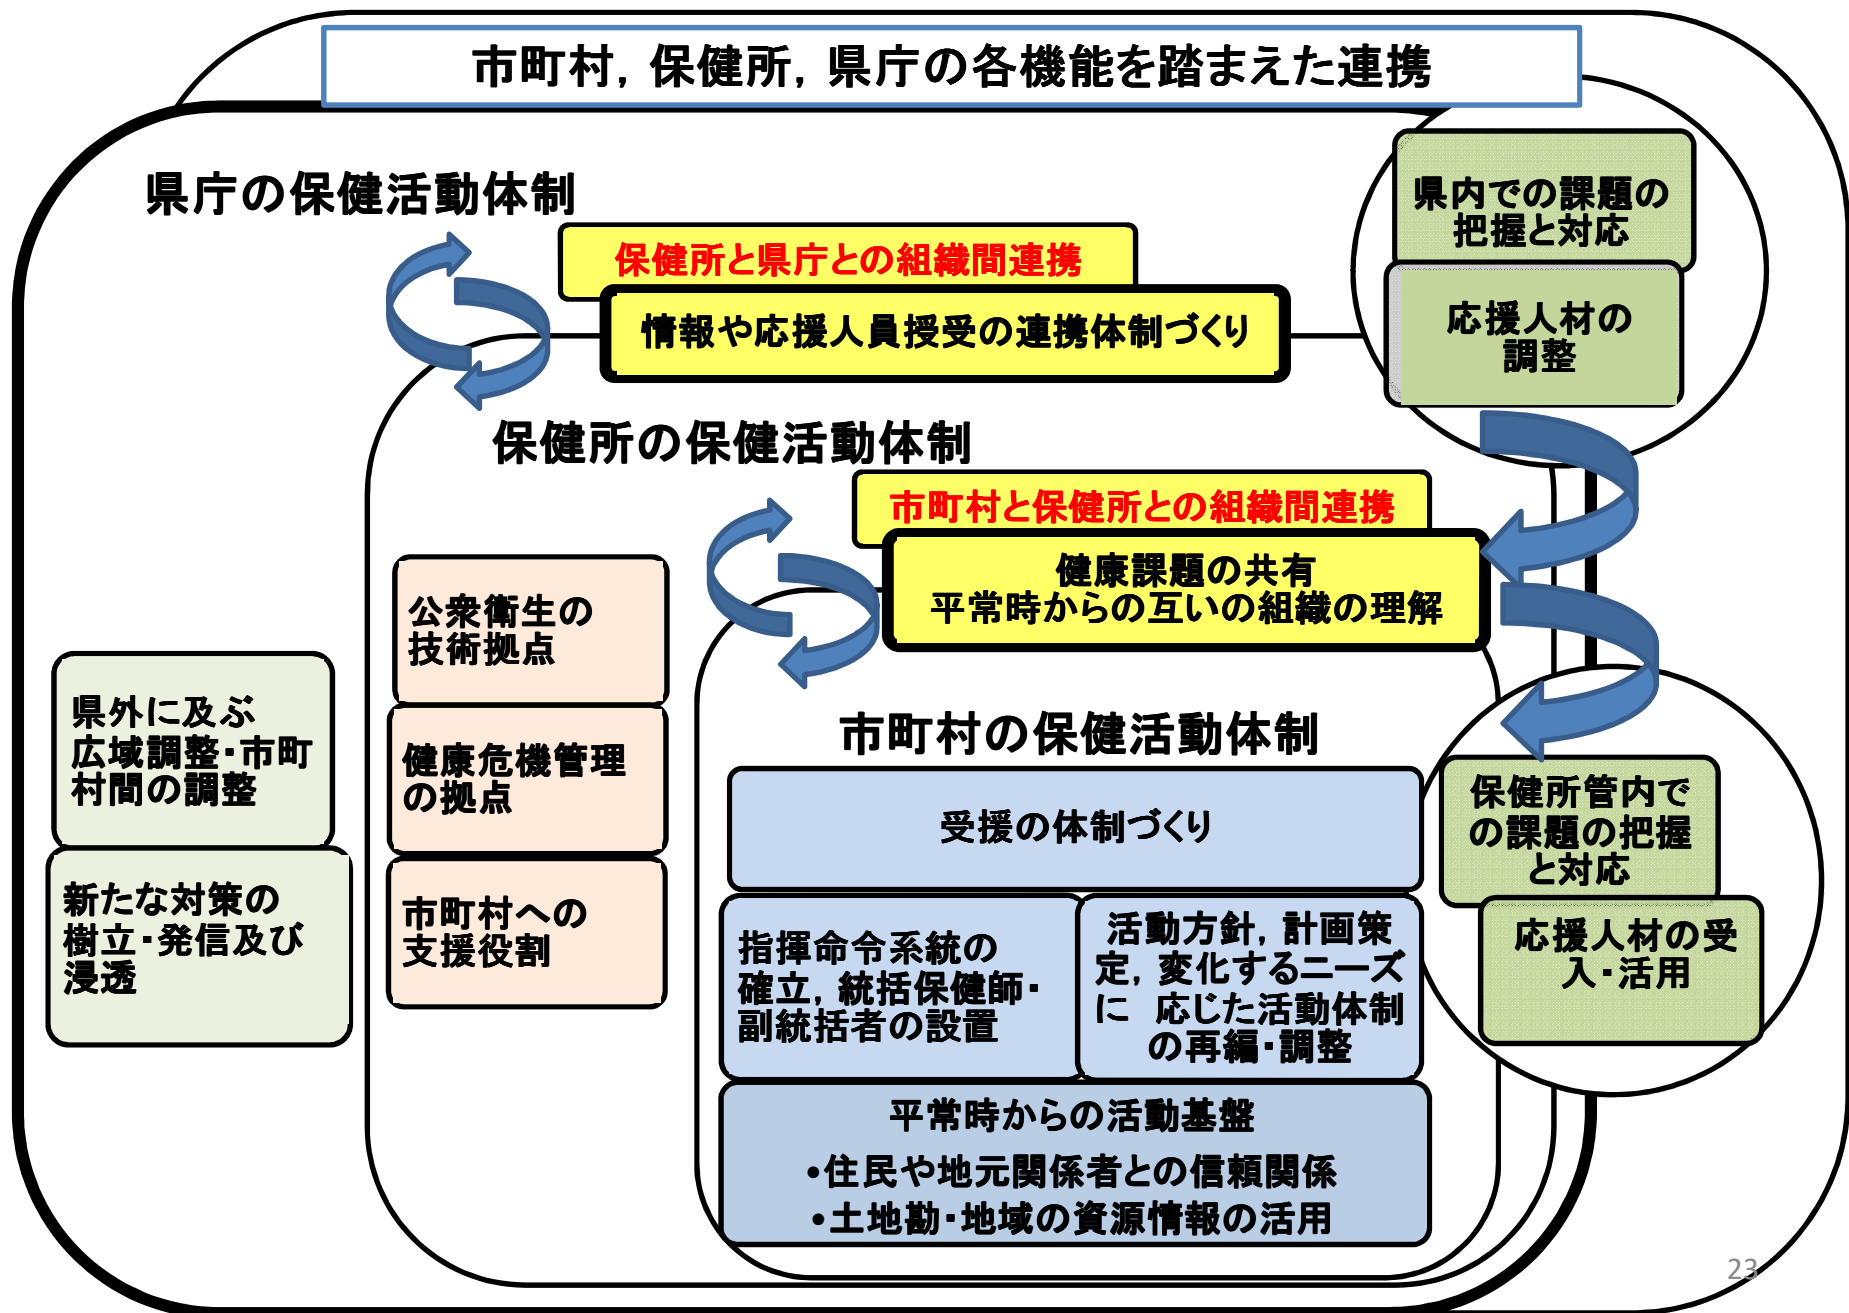 市町村，保健所，県庁の各機能を踏まえた連携
県庁の保健活動体制
県内での課題の
把握と対応
応援人材の
調整
保健所と県庁との組織間連携
情報や応援人員授受の連携体制づくり
保健所の保健活動体制
市町村と保健所との組織間連携
健康課題の共有
平常時からの互いの組織の理解
公衆衛生の
技術拠点
健康危機管理
の拠点
市町村への
支援役割
県外に及ぶ
広域調整・市町
村間の調整
新たな対策の
樹立・発信及び
浸透
市町村の保健活動体制
受援の体制づくり
指揮命令系統の
確立，統括保健師・
副統括者の設置
活動方針，計画策
定，変化するニーズ
に　応じた活動体制
の再編・調整
平常時からの活動基盤
•住民や地元関係者との信頼関係
•土地勘・地域の資源情報の活用
保健所管内で
の課題の把握
と対応
応援人材の受
入・活用
23